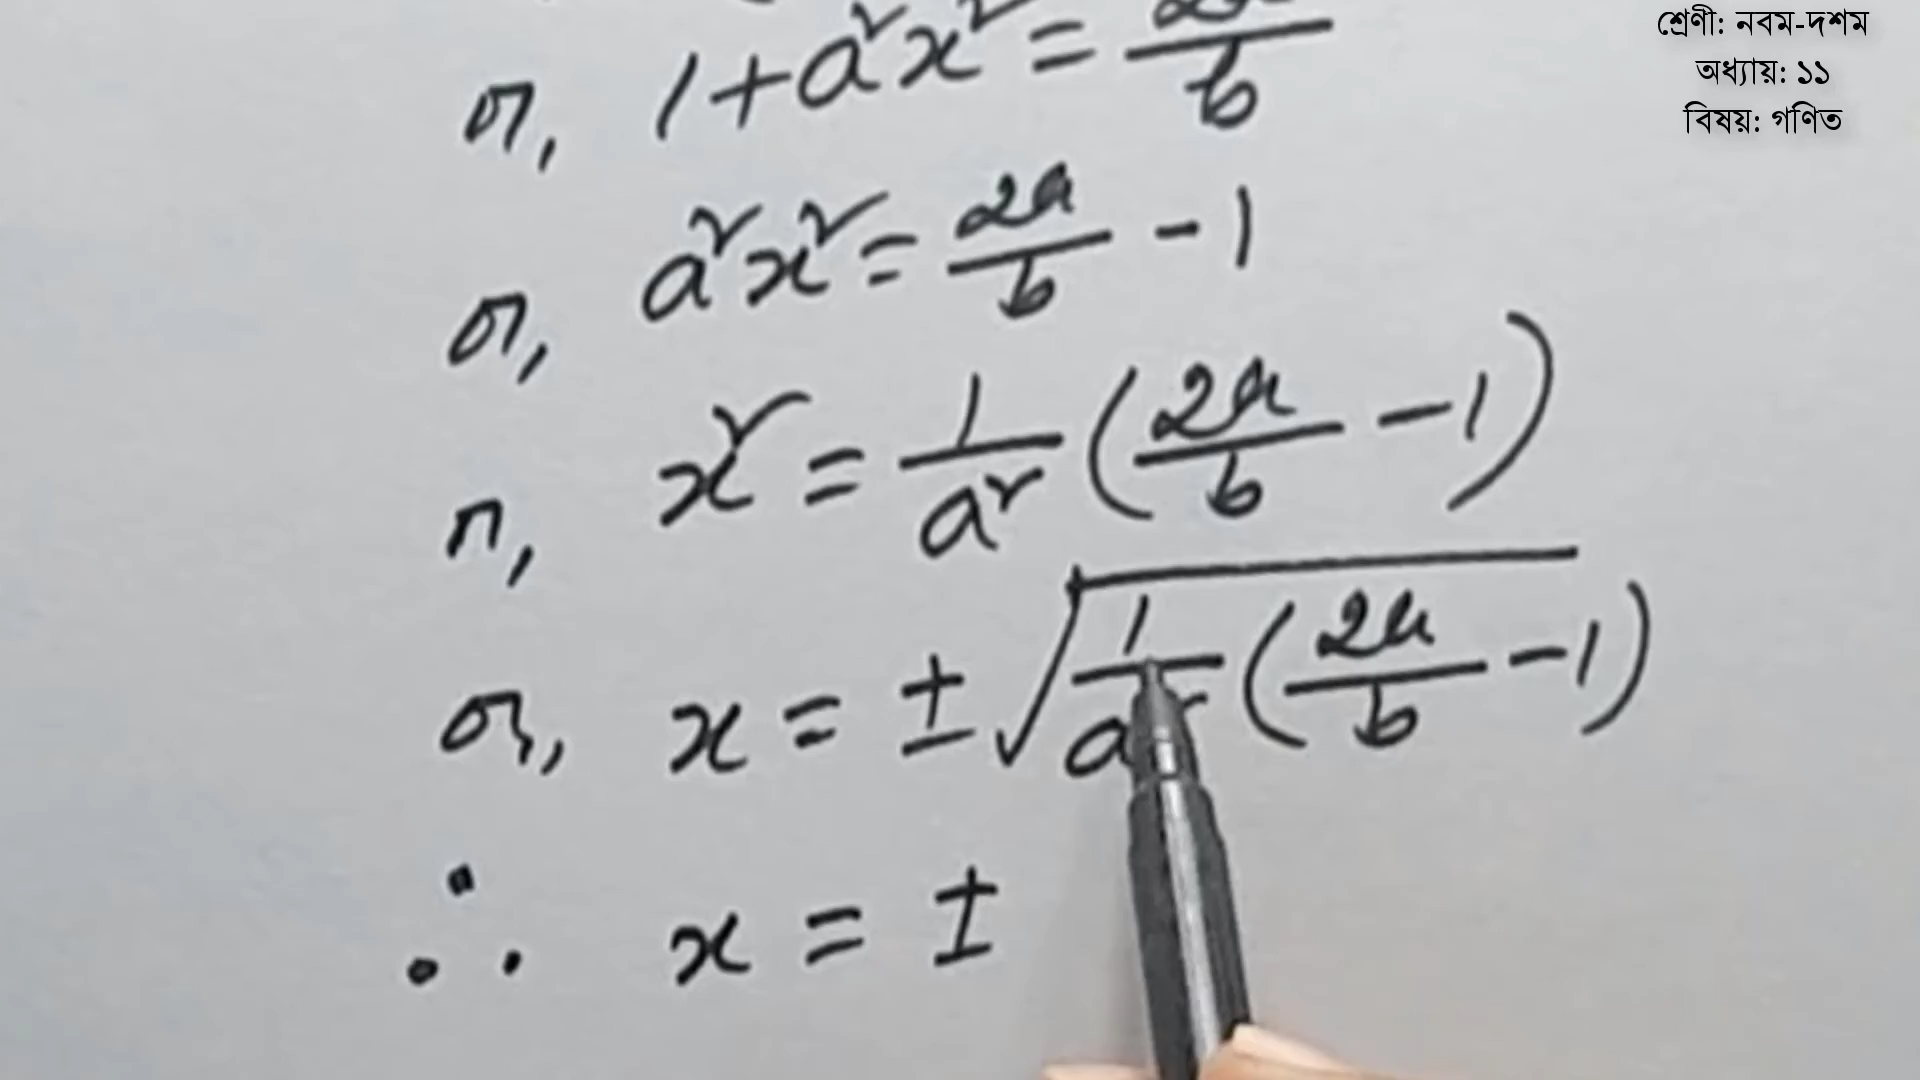 শ্রেণী: নবম-দশম
অধ্যায়: ১১
বিষয়: গণিত
বা, 1 + a²x² = 2a/b
বা, a²x² = 2a/b - 1
বা, x² = 1/a² (2a/b - 1)
বা, x = ± √(1/a² (2a/b - 1))
∴ x = ±